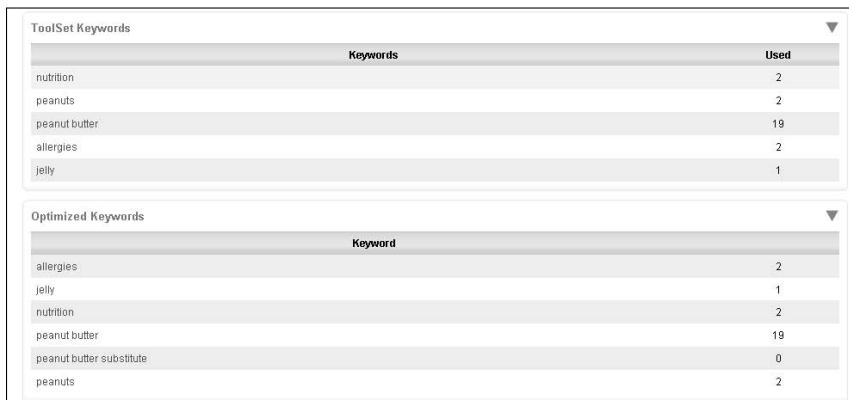 ToolSet Keywords
Keywords Used
nutrition 2
peanuts 2
peanut butter 19
allergies 2
jelly 1
Optimized Keywords
Keyword
allergies 2
jelly 1
nutrition 2
peanut butter 19
peanut butter substitute 0
peanuts 2